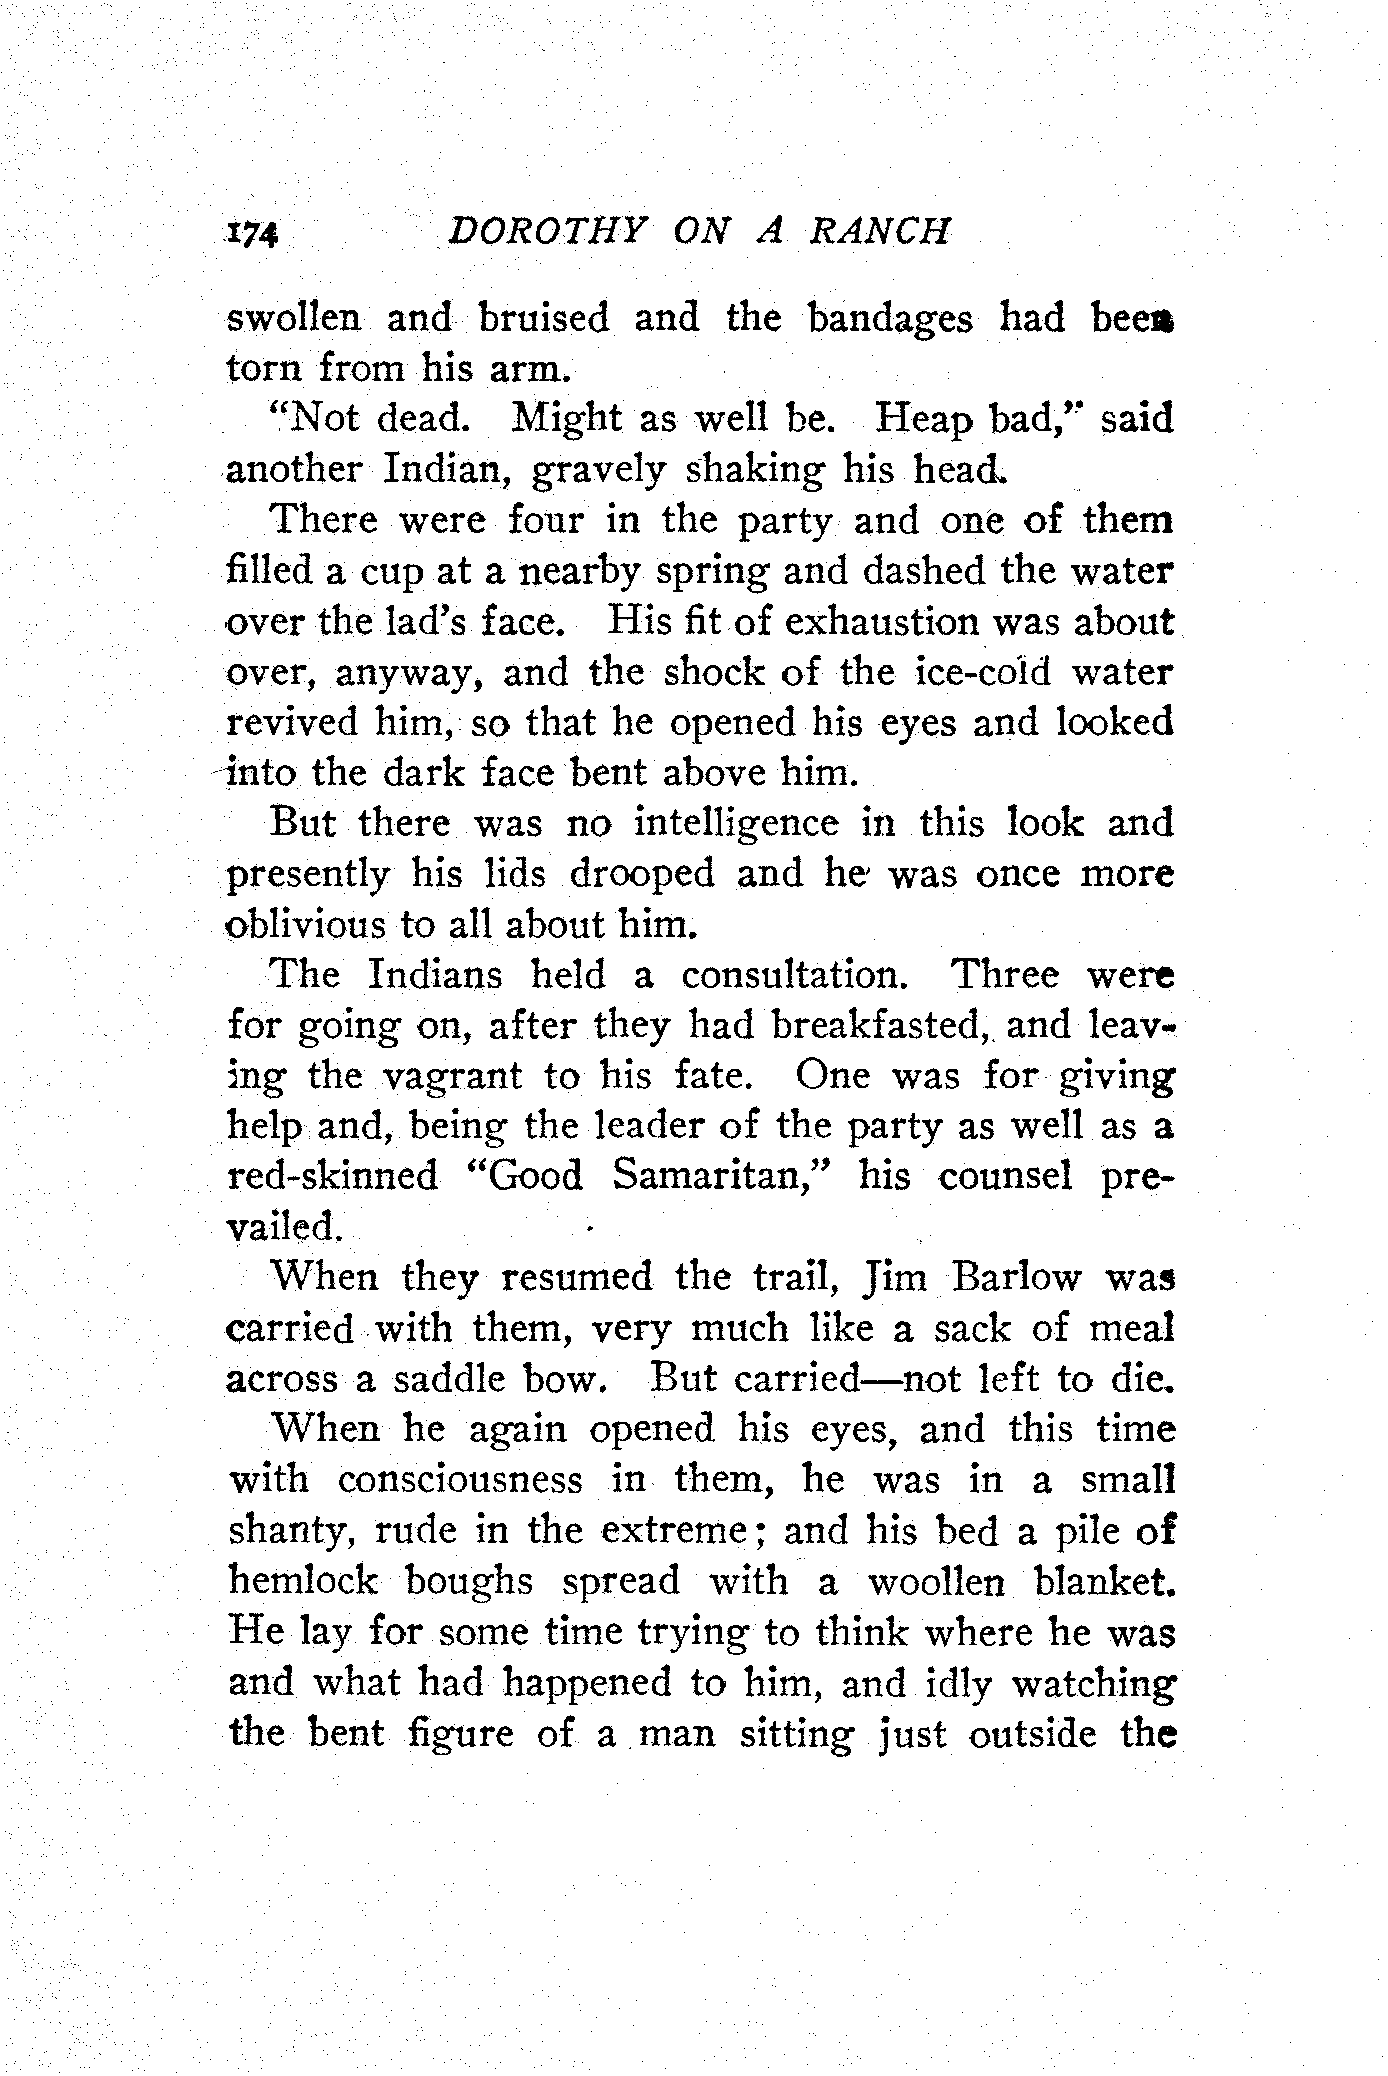 174 DOROTHY ON A RANCH
swollen and bruised and the bandages had been
torn from his arm.
“Not dead. Might as well be. Heap bad,” said
another Indian, gravely shaking his head.
There were four in the party and one of them
filled a cup at a nearby spring and dashed the water
over the lad’s face. His fit of exhaustion was about
over, anyway, and the shock of the ice-cold water
revived him, so that he opened his eyes and looked
into the dark face bent above him.
But there was no intelligence in this look and
presently his lids drooped and he was once more
oblivious to all about him.
The Indians held a consultation. Three were
for going on, after they had breakfasted, and leav-
ing the vagrant to his fate. One was for giving
help and, being the leader of the party as well as a
red-skinned “Good Samaritan,” his counsel pre-
vailed.
When they resumed the trail, Jim Barlow was
carried with them, very much like a sack of meal
across a saddle bow. But carried—not left to die.
When he again opened his eyes, and this time
with consciousness in them, he was in a small
shanty, rude in the extreme; and his bed a pile of
hemlock boughs spread with a woollen blanket.
He lay for some time trying to think where he was
and what had happened to him, and idly watching
the bent figure of a man sitting just outside the